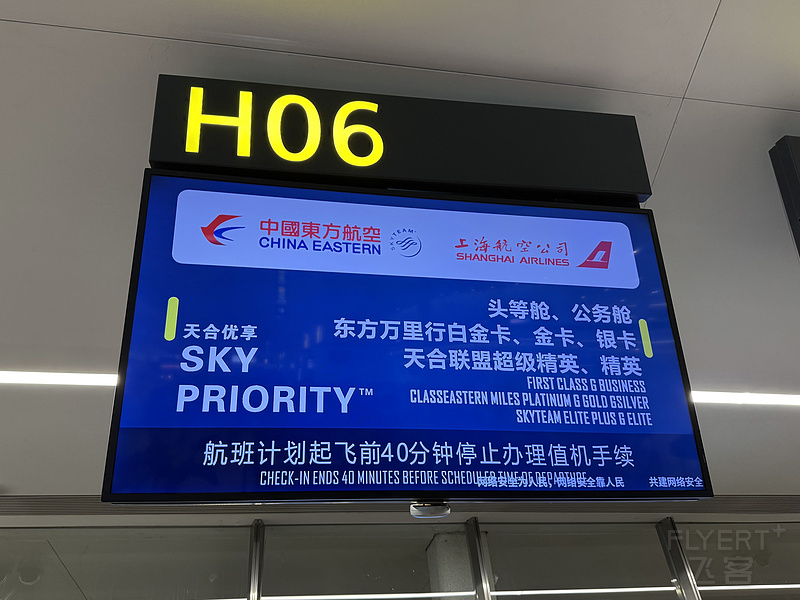 H06
中國東方航空
CHINA EASTERN
SKYTEAM
上海航空公司
SHANGHAI AIRLINES
天合优享
SKY
PRIORITY™
头等舱、公务舱
东方万里行白金卡、金卡、银卡
天合联盟超级精英、精英
FIRST CLASS & BUSINESS
CLASSEASTERN MILES PLATINUM & GOLD &SILVER
SKYTEAM ELITE PLUS & ELITE
航班计划起飞前40分钟停止办理值机手续
CHECK-IN ENDS 40 MINUTES BEFORE SCHEDULED TIME OF DEPARTURE
网络安全为人民，网络安全靠人民 共建网络安全
FLYERT+
飞客